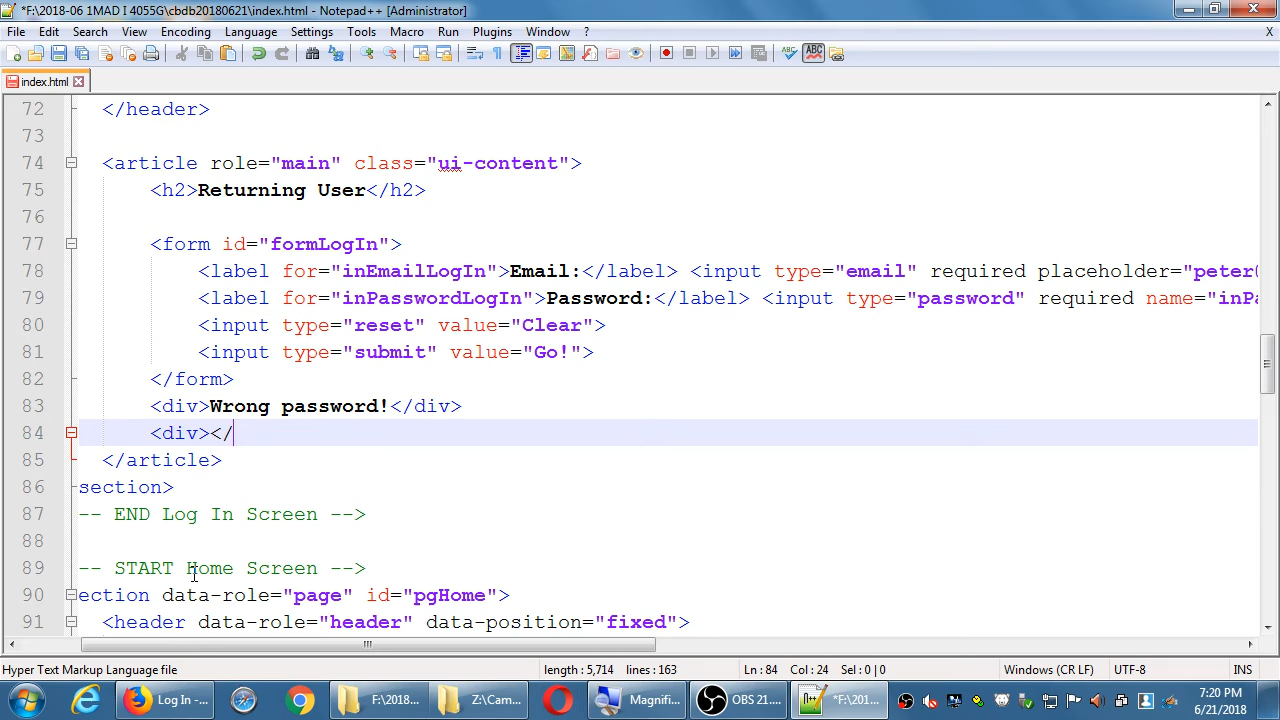 *F:\2018-06 1MAD I 4055G\cbdb20180621\index.html - Notepad++ [Administrator]
File Edit Search View Encoding Language Settings Tools Macro Run Plugins Window ? X
index.html
72 </header>
73
74 <article role="main" class="ui-content">
75 <h2>Returning User</h2>
76
77 <form id="formLogIn">
78 <label for="inEmailLogIn">Email:</label> <input type="email" required placeholder="peter
79 <label for="inPasswordLogIn">Password:</label> <input type="password" required name="inPa
80 <input type="reset" value="Clear">
81 <input type="submit" value="Go!">
82 </form>
83 <div>Wrong password!</div>
84 <div></
85 </article>
86 section>
87 -- END Log In Screen -->
88
89 -- START Home Screen -->
90 ection data-role="page" id="pgHome">
91 <header data-role="header" data-position="fixed">
Hyper Text Markup Language file length : 5,714 lines : 163 Ln : 84 Col : 24 Sel : 0 | 0 Windows (CR LF) UTF-8 INS
Log In -... F:\2018... Z:\Cam... Magnifi... OBS 21.... *F:\201... 7:20 PM
6/21/2018